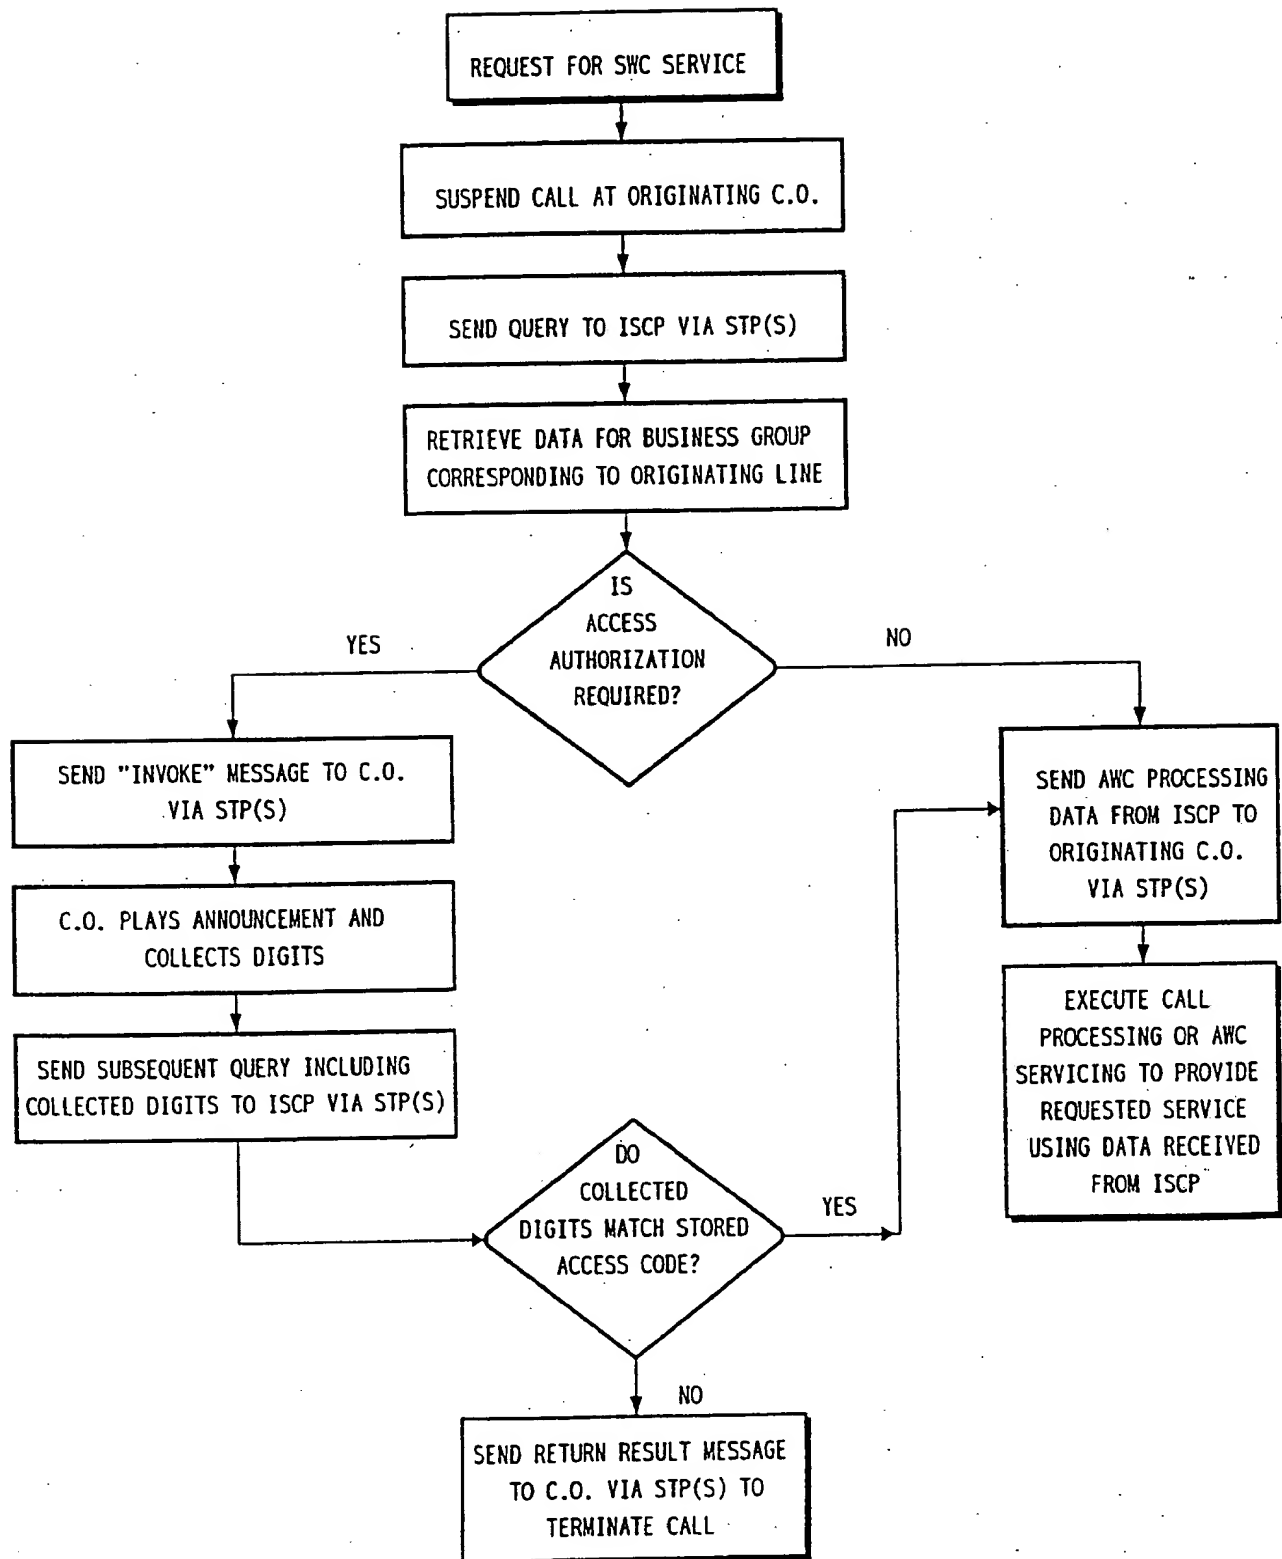 REQUEST FOR SWC SERVICE
SUSPEND CALL AT ORIGINATING C.O.
SEND QUERY TO ISCP VIA STP(S)
RETRIEVE DATA FOR BUSINESS GROUP
CORRESPONDING TO ORIGINATING LINE
IS
ACCESS
AUTHORIZATION
REQUIRED?
YES
NO
SEND "INVOKE" MESSAGE TO C.O.
VIA STP(S)
C.O. PLAYS ANNOUNCEMENT AND
COLLECTS DIGITS
SEND SUBSEQUENT QUERY INCLUDING
COLLECTED DIGITS TO ISCP VIA STP(S)
SEND AWC PROCESSING
DATA FROM ISCP TO
ORIGINATING C.O.
VIA STP(S)
EXECUTE CALL
PROCESSING OR AWC
SERVICING TO PROVIDE
REQUESTED SERVICE
USING DATA RECEIVED
FROM ISCP
DO
COLLECTED
DIGITS MATCH STORED
ACCESS CODE?
YES
NO
SEND RETURN RESULT MESSAGE
TO C.O. VIA STP(S) TO
TERMINATE CALL